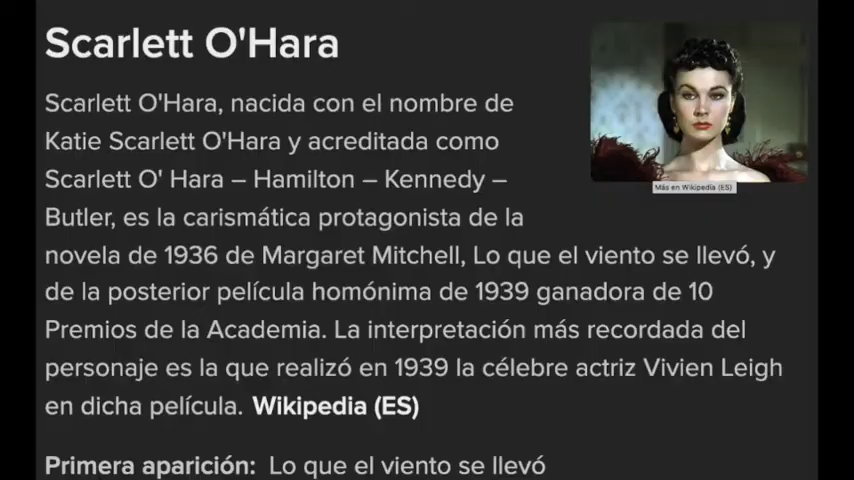 Scarlett O'Hara
Scarlett O'Hara, nacida con el nombre de
Katie Scarlett O'Hara y acreditada como
Scarlett O' Hara – Hamilton – Kennedy –
Butler, es la carismática protagonista de la
novela de 1936 de Margaret Mitchell, Lo que el viento se llevó, y
de la posterior película homónima de 1939 ganadora de 10
Premios de la Academia. La interpretación más recordada del
personaje es la que realizó en 1939 la célebre actriz Vivien Leigh
en dicha película. Wikipedia (ES)
Más en Wikipedia (ES)
Primera aparición: Lo que el viento se llevó